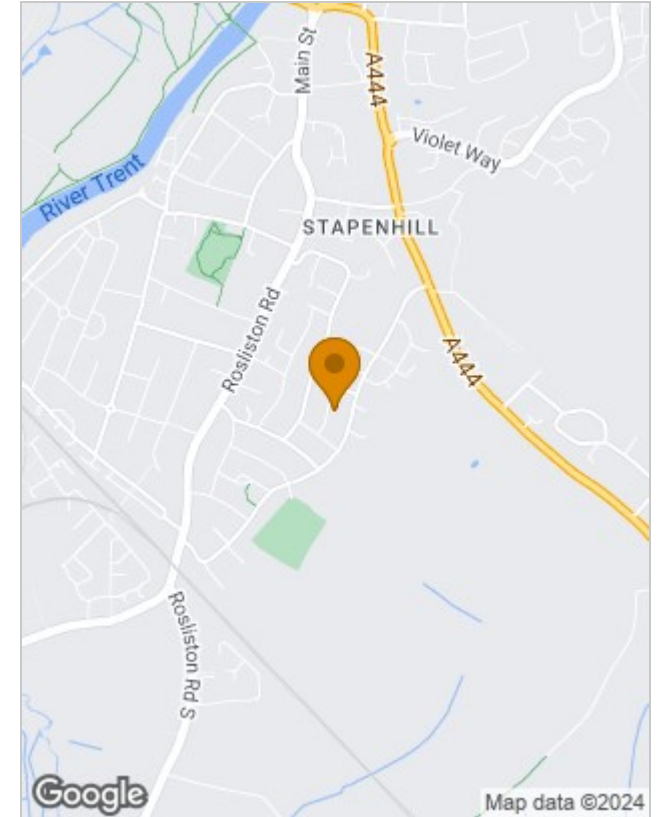 Main St
A444
Violet Way
River Trent
STAPENHILL
Rosliston Rd
A444
Rosliston Rd S
Google
Map data ©2024